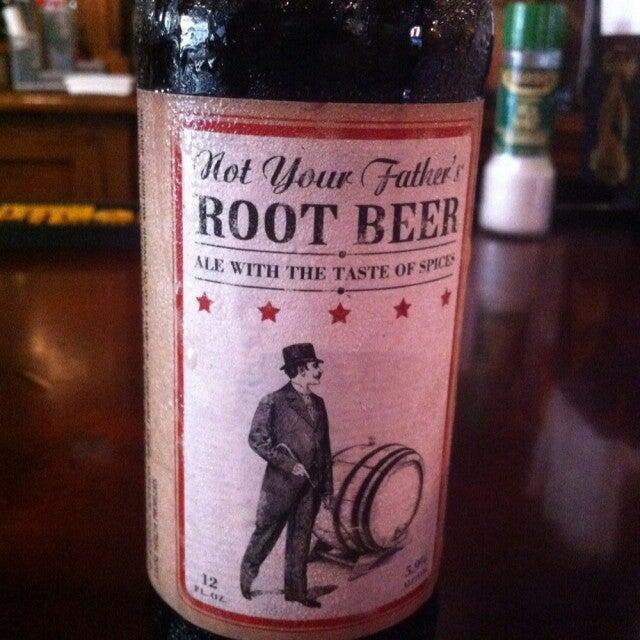 Not Your Father's
ROOT BEER
ALE WITH THE TASTE OF SPICES
12
FL. OZ.
5.9%